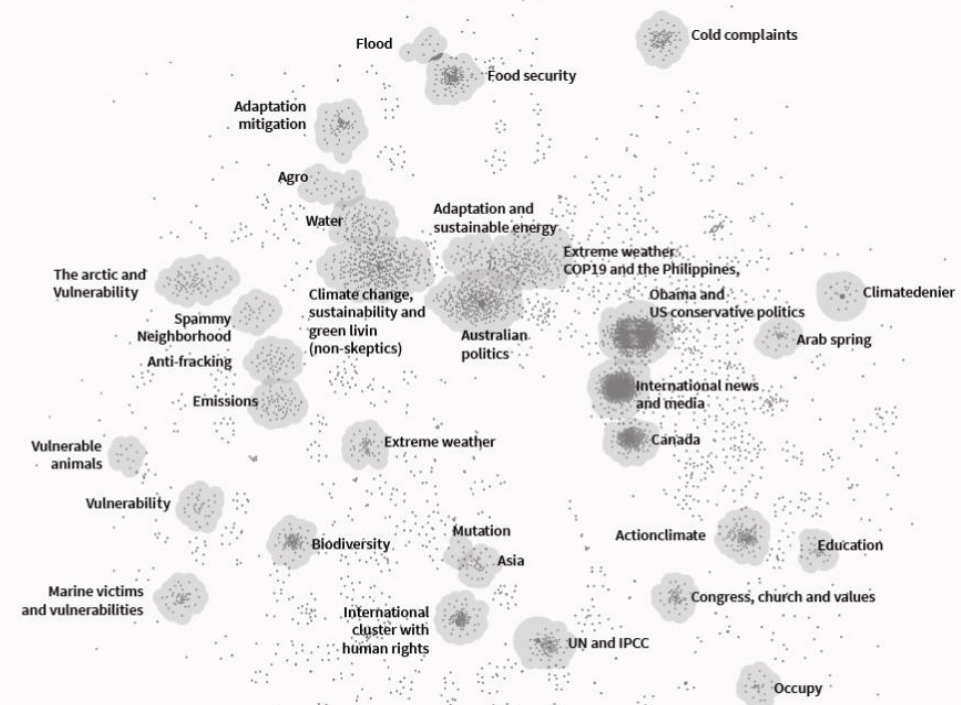 Cold complaints
Flood
Food security
Adaptation
mitigation
Agro
Water
Adaptation and
sustainable energy
Extreme weather
COP19 and the Philippines,
The arctic and
Vulnerability
Climate change,
sustainability and
green livin
(non-skeptics)
Obama and
US conservative politics
Climatedenier
Spammy
Neighborhood
Australian
politics
Arab spring
Anti-fracking
International news
and media
Emissions
Extreme weather
Canada
Vulnerable
animals
Vulnerability
Biodiversity
Mutation
Asia
Actionclimate
Education
Marine victims
and vulnerabilities
International
cluster with
human rights
Congress, church and values
UN and IPCC
Occupy